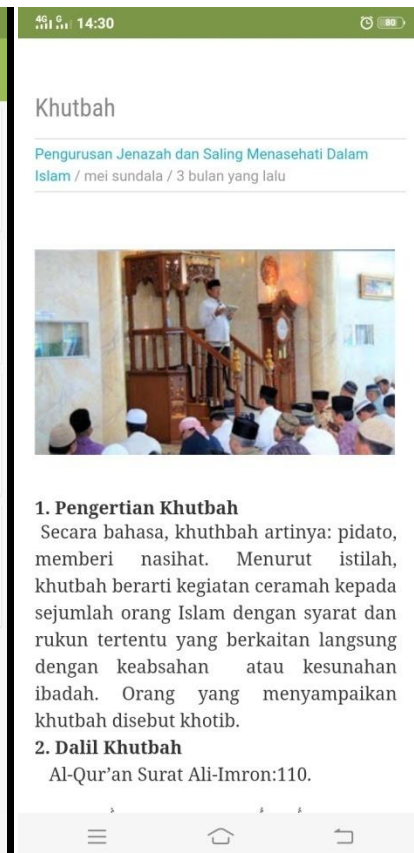 4G G 14:30
80
Khutbah
Pengurusan Jenazah dan Saling Menasehati Dalam
Islam / mei sundala / 3 bulan yang lalu
1. Pengertian Khutbah
Secara bahasa, khuthbah artinya: pidato,
memberi nasihat. Menurut istilah,
khutbah berarti kegiatan ceramah kepada
sejumlah orang Islam dengan syarat dan
rukun tertentu yang berkaitan langsung
dengan keabsahan atau kesunahan
ibadah. Orang yang menyampaikan
khutbah disebut khotib.
2. Dalil Khutbah
Al-Qur’an Surat Ali-Imron:110.